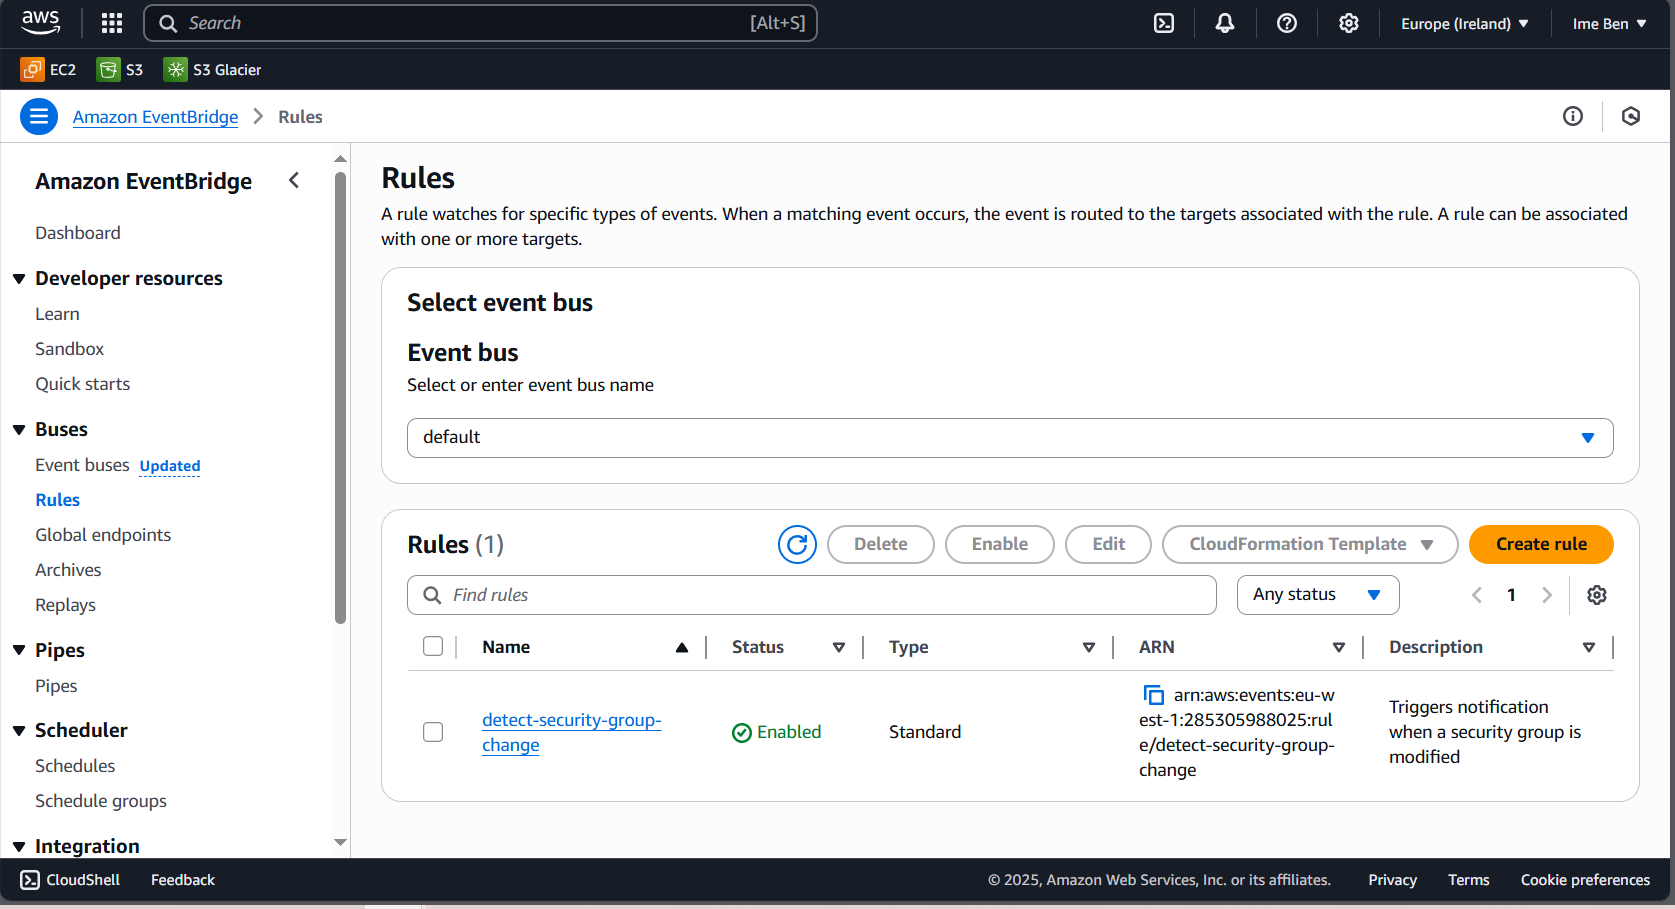 aws
Search
[Alt+S]
Europe (Ireland)
Ime Ben
EC2
S3
S3 Glacier
Amazon EventBridge
Rules
Amazon EventBridge
Dashboard
Developer resources
Learn
Sandbox
Quick starts
Buses
Event buses Updated
Rules
Global endpoints
Archives
Replays
Pipes
Pipes
Scheduler
Schedules
Schedule groups
Integration
Rules
A rule watches for specific types of events. When a matching event occurs, the event is routed to the targets associated with the rule. A rule can be associated
with one or more targets.
Select event bus
Event bus
Select or enter event bus name
default
Rules (1)
Delete
Enable
Edit
CloudFormation Template
Create rule
Find rules
Any status
1
Name
Status
Type
ARN
Description
detect-security-group-
change
Enabled
Standard
arn:aws:events:eu-w
est-1:285305988025:rul
e/detect-security-group-
change
Triggers notification
when a security group is
modified
CloudShell
Feedback
© 2025, Amazon Web Services, Inc. or its affiliates.
Privacy
Terms
Cookie preferences